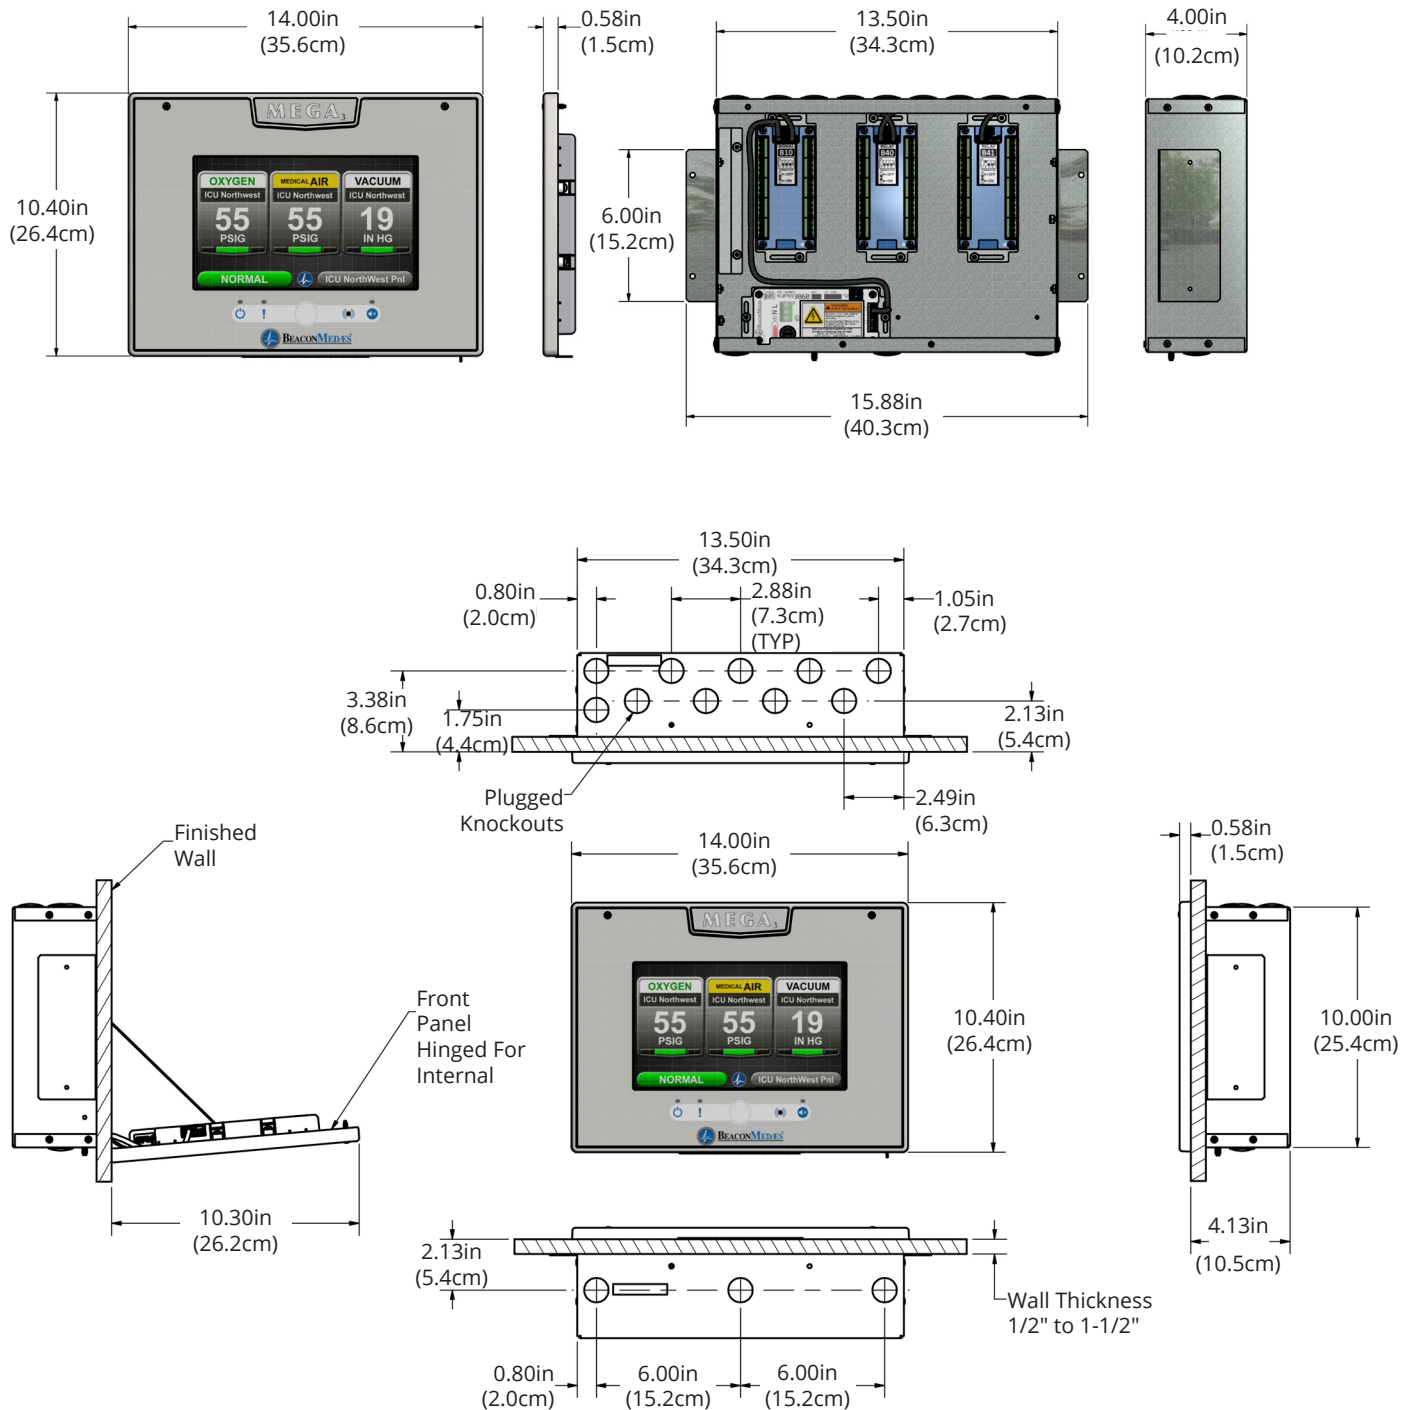 14.00in
(35.6cm)
0.58in
(1.5cm)
13.50in
(34.3cm)
4.00in
(10.2cm)
10.40in
(26.4cm)
MEGA3
OXYGEN
MEDICAL AIR
VACUUM
ICU Northwest
ICU Northwest
ICU Northwest
55
55
19
PSIG
PSIG
IN HG
NORMAL
ICU NorthWest Pnl
BEACONMEDÆS
6.00in
(15.2cm)
B10
B40
B41
15.88in
(40.3cm)
13.50in
(34.3cm)
0.80in
(2.0cm)
2.88in
(7.3cm)
(TYP)
1.05in
(2.7cm)
3.38in
(8.6cm)
1.75in
(4.4cm)
2.13in
(5.4cm)
Plugged
Knockouts
2.49in
(6.3cm)
Finished
Wall
14.00in
(35.6cm)
0.58in
(1.5cm)
MEGA3
OXYGEN
MEDICAL AIR
VACUUM
ICU Northwest
ICU Northwest
ICU Northwest
55
55
19
PSIG
PSIG
IN HG
NORMAL
ICU NorthWest Pnl
BEACONMEDÆS
Front
Panel
Hinged For
Internal
10.40in
(26.4cm)
10.00in
(25.4cm)
10.30in
(26.2cm)
4.13in
(10.5cm)
2.13in
(5.4cm)
Wall Thickness
1/2" to 1-1/2"
0.80in
(2.0cm)
6.00in
(15.2cm)
6.00in
(15.2cm)